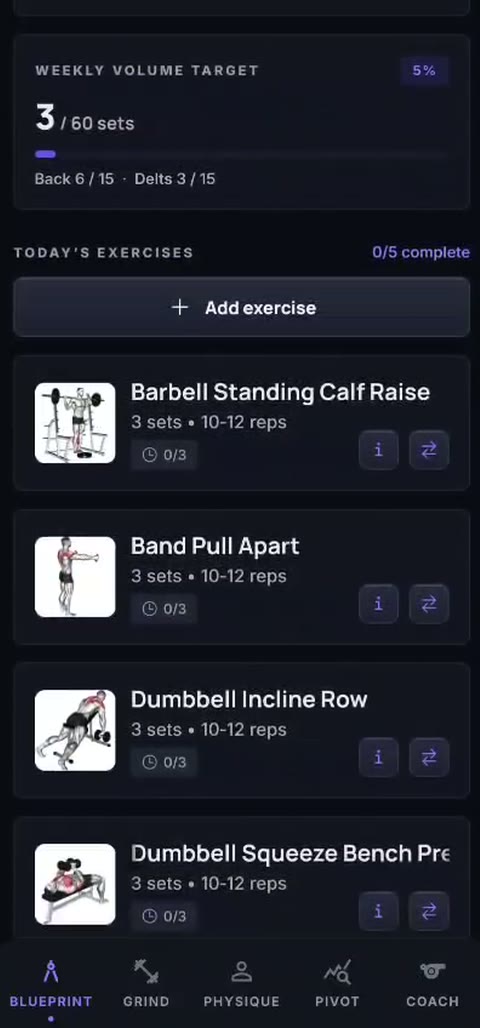 WEEKLY VOLUME TARGET
5%
3 / 60 sets
Back 6 / 15 · Delts 3 / 15
TODAY'S EXERCISES
0/5 complete
+ Add exercise
Barbell Standing Calf Raise
3 sets • 10-12 reps
0/3
i
Band Pull Apart
3 sets • 10-12 reps
0/3
i
Dumbbell Incline Row
3 sets • 10-12 reps
0/3
i
Dumbbell Squeeze Bench Pre
3 sets • 10-12 reps
0/3
i
BLUEPRINT
GRIND
PHYSIQUE
PIVOT
COACH